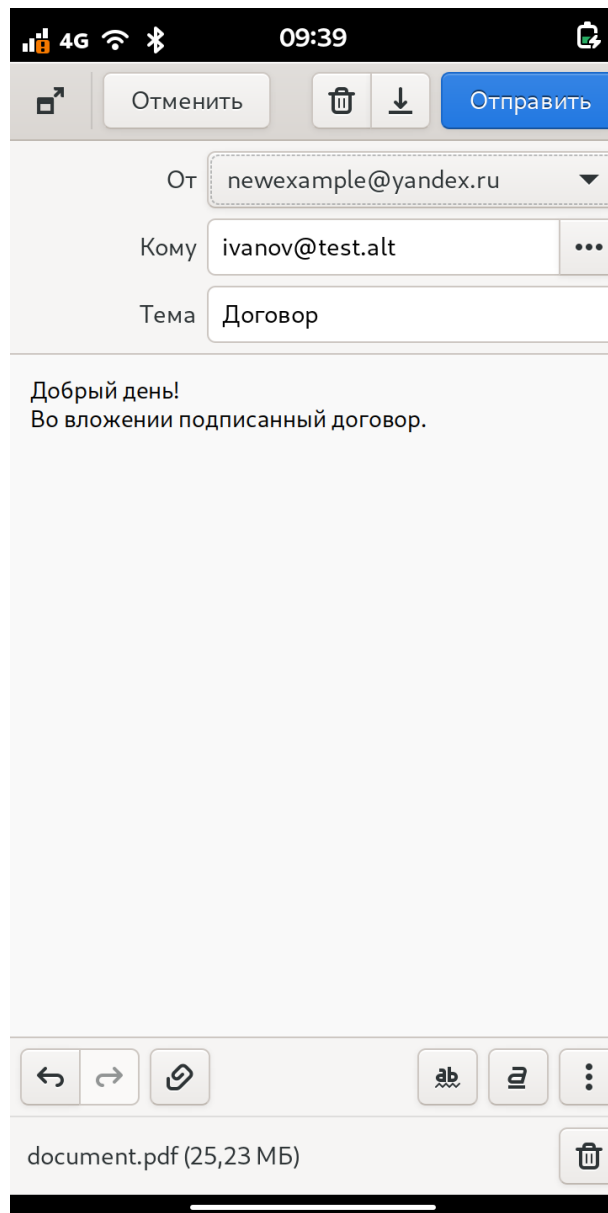 4G 09:39
Отменить Отправить
От newexample@yandex.ru
Кому ivanov@test.alt
Тема Договор
Добрый день!
Во вложении подписанный договор.
ab a
document.pdf (25,23 МБ)